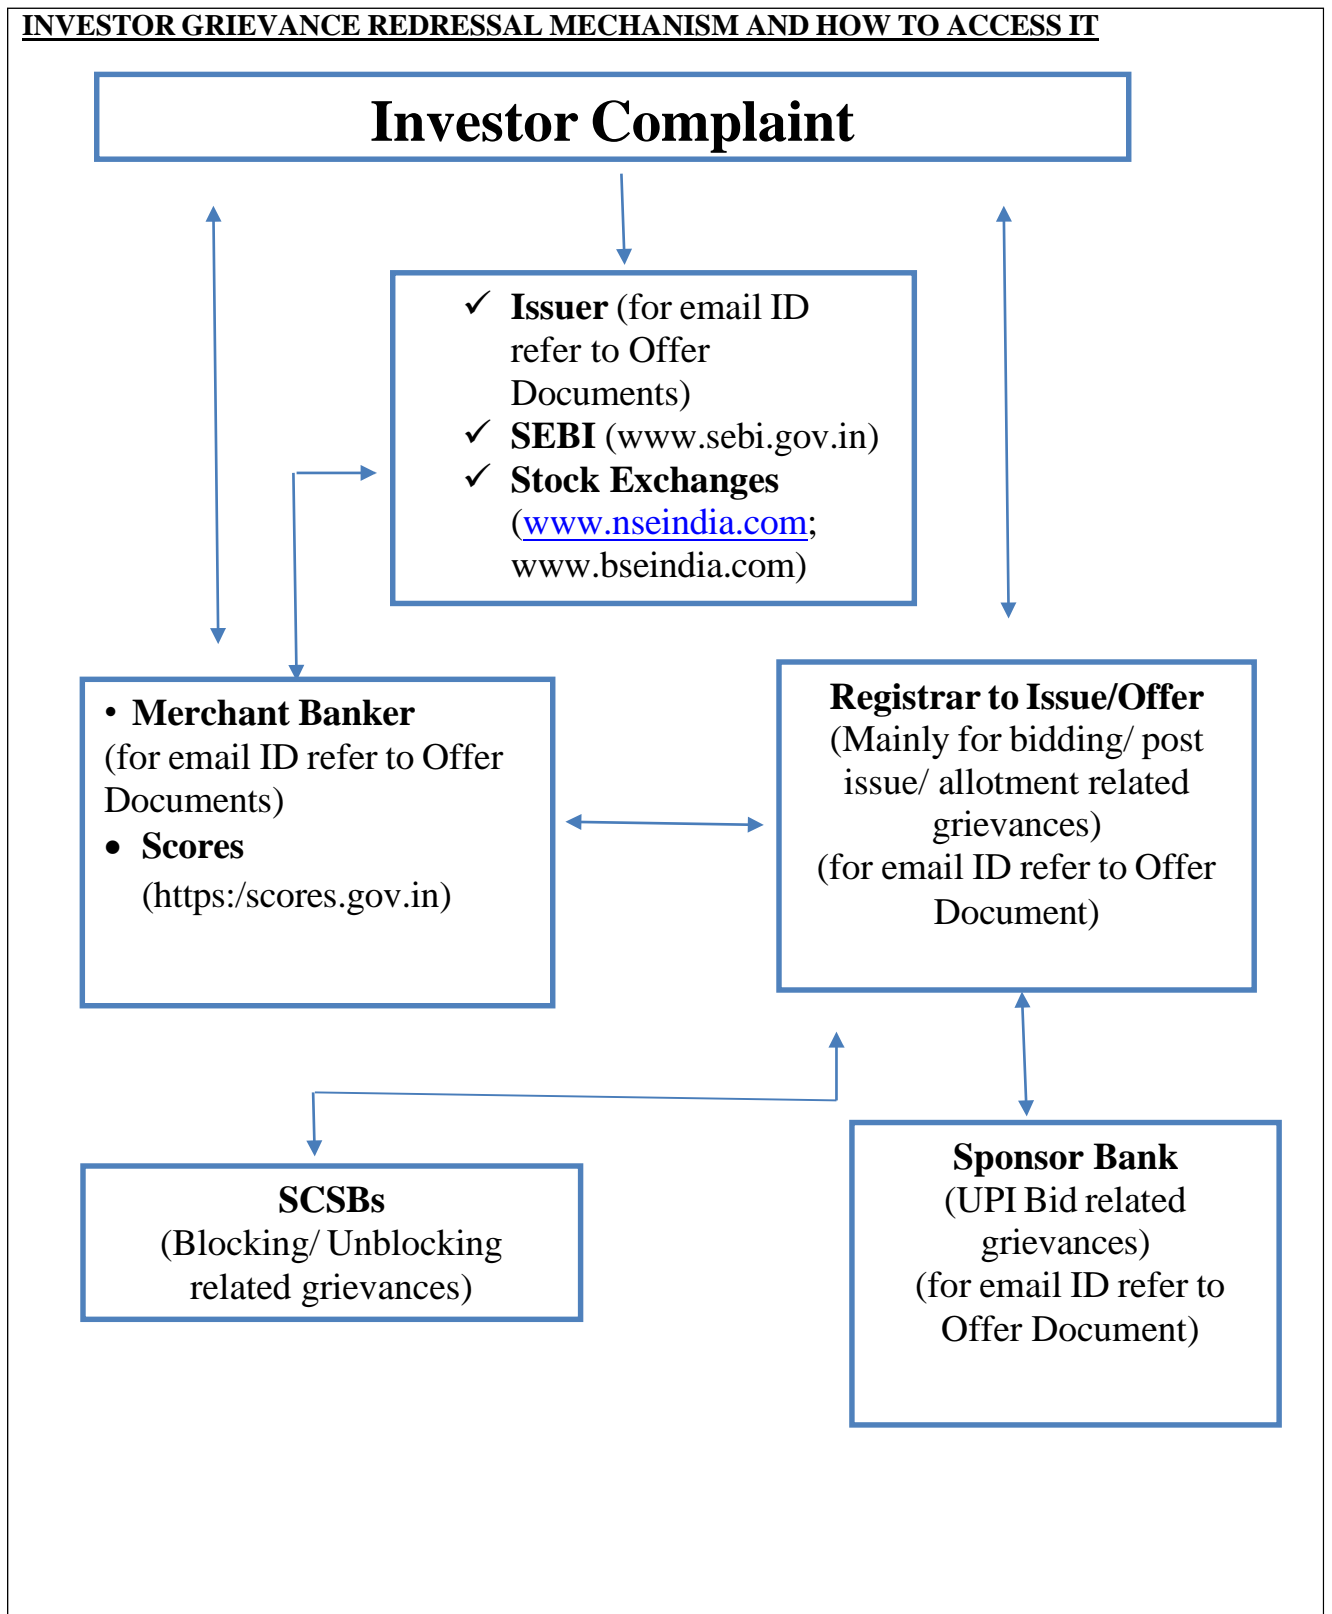 INVESTOR GRIEVANCE REDRESSAL MECHANISM AND HOW TO ACCESS IT
Investor Complaint
✓ Issuer (for email ID
refer to Offer
Documents)
✓ SEBI (www.sebi.gov.in)
✓ Stock Exchanges
(www.nseindia.com;
www.bseindia.com)
• Merchant Banker
(for email ID refer to Offer
Documents)
• Scores
(https:/scores.gov.in)
Registrar to Issue/Offer
(Mainly for bidding/ post
issue/ allotment related
grievances)
(for email ID refer to Offer
Document)
SCSBs
(Blocking/ Unblocking
related grievances)
Sponsor Bank
(UPI Bid related
grievances)
(for email ID refer to
Offer Document)